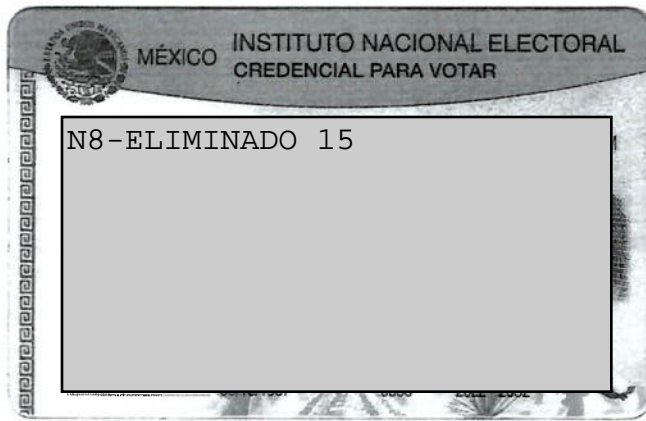 MÉXICO
INSTITUTO NACIONAL ELECTORAL
CREDENCIAL PARA VOTAR
N8-ELIMINADO 15